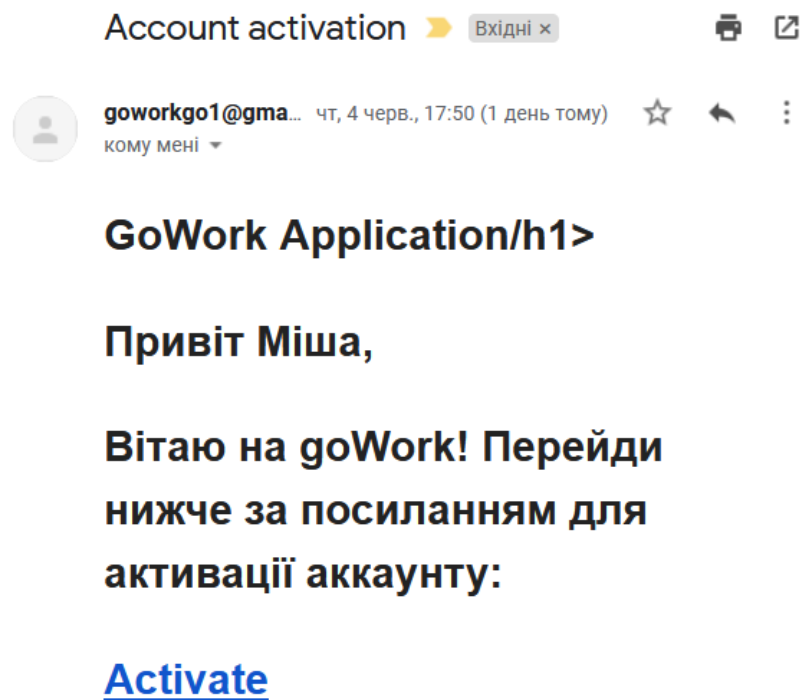 Account activation Вхідні ×
goworkgo1@gma... чт, 4 черв., 17:50 (1 день тому)
кому мені
GoWork Application/h1>
Привіт Міша,
Вітаю на goWork! Перейди
нижче за посиланням для
активації аккаунту:
Activate